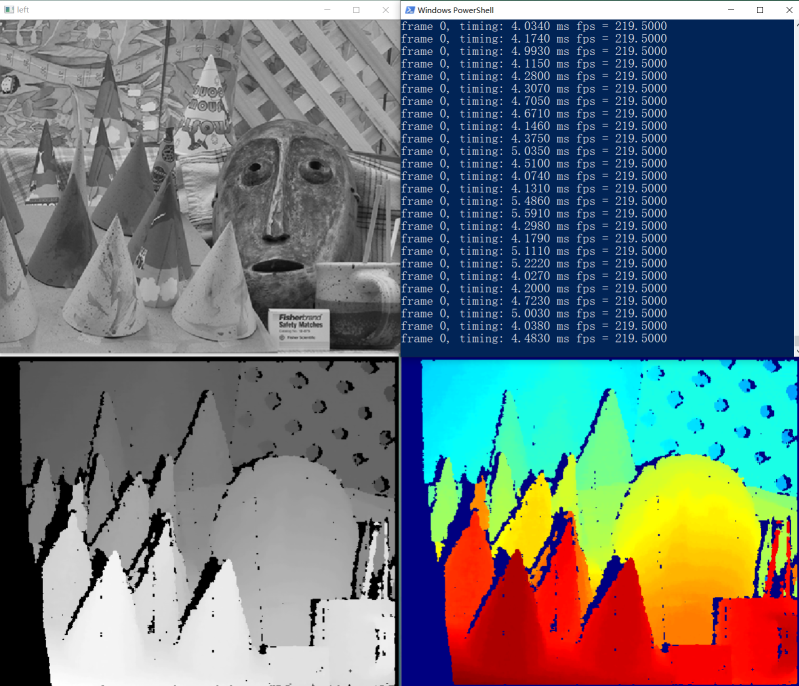 left
Windows PowerShell
frame 0, timing: 4.0340 ms fps = 219.5000
frame 0, timing: 4.1740 ms fps = 219.5000
frame 0, timing: 4.9930 ms fps = 219.5000
frame 0, timing: 4.1150 ms fps = 219.5000
frame 0, timing: 4.2800 ms fps = 219.5000
frame 0, timing: 4.3070 ms fps = 219.5000
frame 0, timing: 4.7050 ms fps = 219.5000
frame 0, timing: 4.6710 ms fps = 219.5000
frame 0, timing: 4.1460 ms fps = 219.5000
frame 0, timing: 4.3750 ms fps = 219.5000
frame 0, timing: 5.0350 ms fps = 219.5000
frame 0, timing: 4.5100 ms fps = 219.5000
frame 0, timing: 4.0740 ms fps = 219.5000
frame 0, timing: 4.1310 ms fps = 219.5000
frame 0, timing: 5.4860 ms fps = 219.5000
frame 0, timing: 5.5910 ms fps = 219.5000
frame 0, timing: 4.2980 ms fps = 219.5000
frame 0, timing: 4.1790 ms fps = 219.5000
frame 0, timing: 5.1110 ms fps = 219.5000
frame 0, timing: 5.2220 ms fps = 219.5000
frame 0, timing: 4.0270 ms fps = 219.5000
frame 0, timing: 4.2000 ms fps = 219.5000
frame 0, timing: 4.7230 ms fps = 219.5000
frame 0, timing: 5.0030 ms fps = 219.5000
frame 0, timing: 4.0380 ms fps = 219.5000
frame 0, timing: 4.4830 ms fps = 219.5000
Fisherbrand
Safety Matches
Fisher Scientific